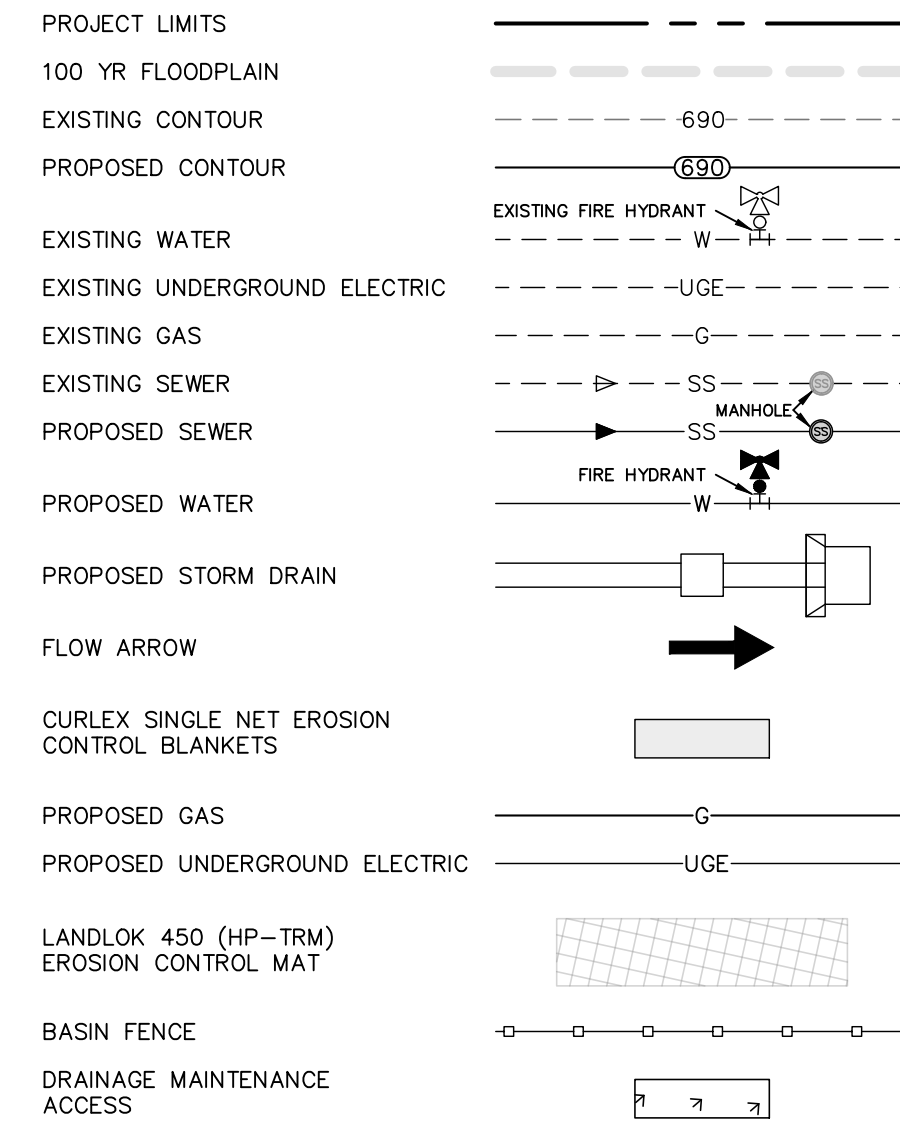 PROJECT LIMITS
100 YR FLOODPLAIN
EXISTING CONTOUR 690
PROPOSED CONTOUR 690
EXISTING FIRE HYDRANT
EXISTING WATER W
EXISTING UNDERGROUND ELECTRIC UGE
EXISTING GAS G
EXISTING SEWER SS SS
MANHOLE
PROPOSED SEWER SS SS
FIRE HYDRANT
PROPOSED WATER W
PROPOSED STORM DRAIN
FLOW ARROW
CURLEX SINGLE NET EROSION
CONTROL BLANKETS
PROPOSED GAS G
PROPOSED UNDERGROUND ELECTRIC UGE
LANDLOK 450 (HP-TRM)
EROSION CONTROL MAT
BASIN FENCE
DRAINAGE MAINTENANCE
ACCESS